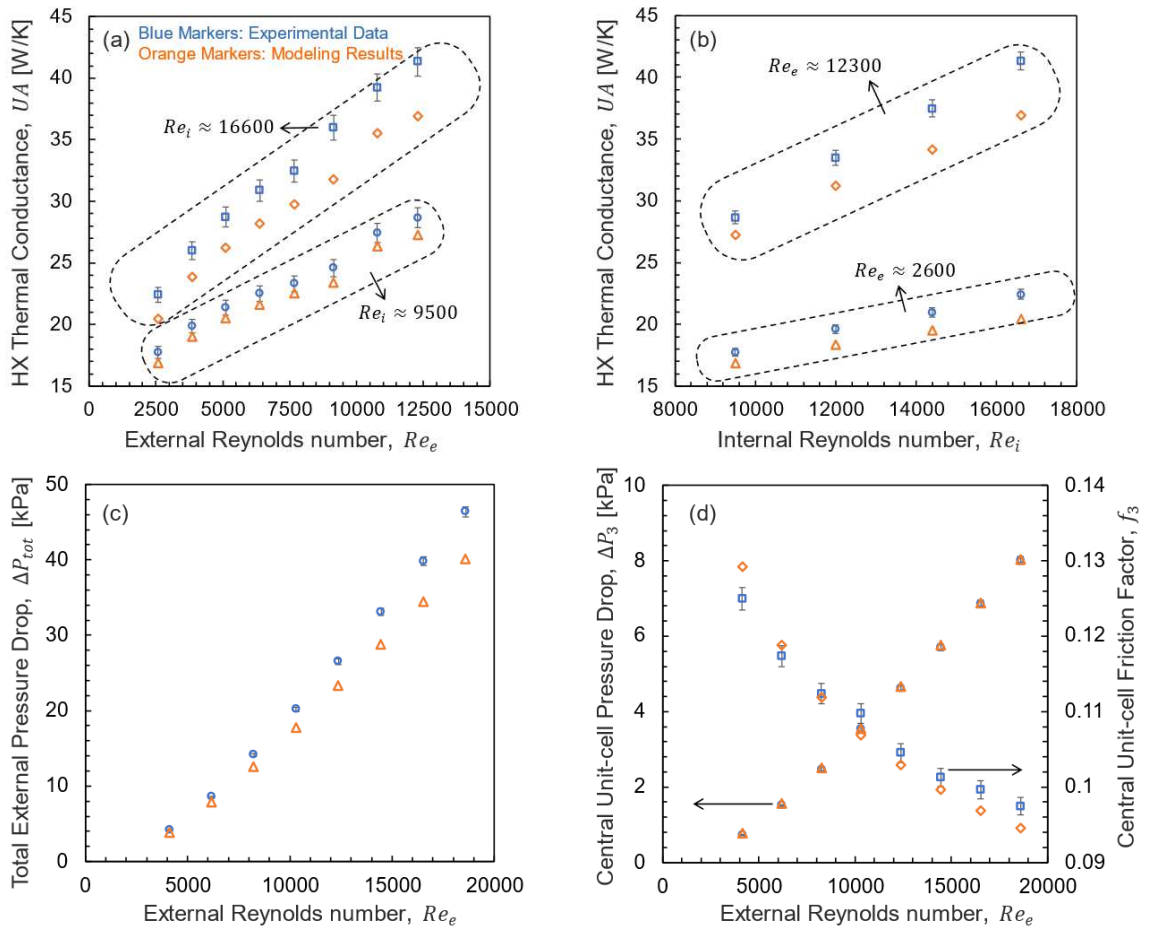 (a)
Blue Markers: Experimental Data
Orange Markers: Modeling Results
Re_i ≈ 16600
Re_i ≈ 9500
HX Thermal Conductance, UA [W/K]
45
40
35
30
25
20
15
0 2500 5000 7500 10000 12500 15000
External Reynolds number, Re_e
(b)
Re_e ≈ 12300
Re_e ≈ 2600
HX Thermal Conductance, UA [W/K]
45
40
35
30
25
20
15
8000 10000 12000 14000 16000 18000
Internal Reynolds number, Re_i
(c)
Total External Pressure Drop, ΔP_tot [kPa]
50
40
30
20
10
0
0 5000 10000 15000 20000
External Reynolds number, Re_e
(d)
Central Unit-cell Pressure Drop, ΔP_3 [kPa]
10
8
6
4
2
0
0 5000 10000 15000 20000
External Reynolds number, Re_e
0.14
0.13
0.12
0.11
0.1
0.09
Central Unit-cell Friction Factor, f_3